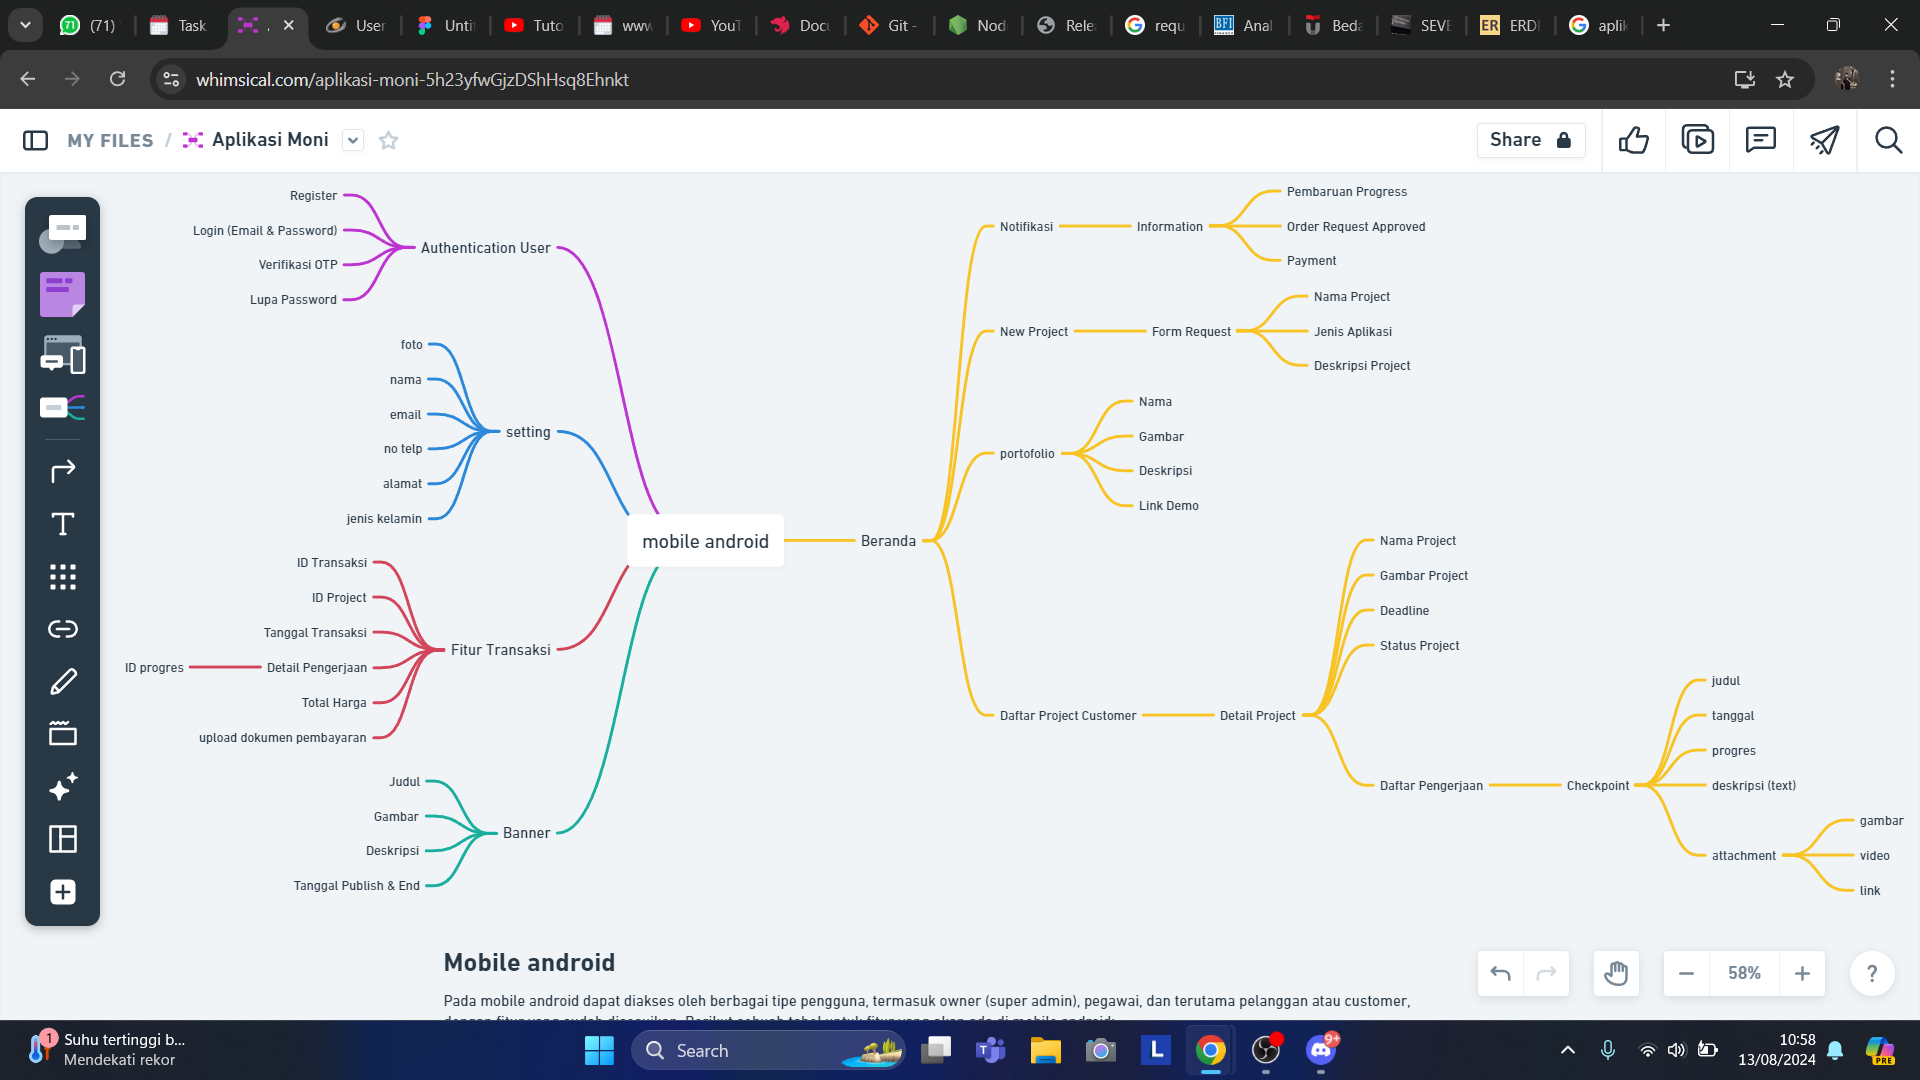 (71)
Task
User
Unti
Tuto
www
YouT
Docu
Git -
Nod
Rele
requ
BFI
Anal
Beda
SEVE
ER
ERDI
aplik
whimsical.com/aplikasi-moni-5h23yfwGjzDShHsq8Ehnkt
MY FILES / Aplikasi Moni
Share
Register
Login (Email & Password)
Verifikasi OTP
Lupa Password
Authentication User
foto
nama
email
no telp
alamat
jenis kelamin
setting
ID Transaksi
ID Project
Tanggal Transaksi
ID progres
Detail Pengerjaan
Total Harga
upload dokumen pembayaran
Fitur Transaksi
Judul
Gambar
Deskripsi
Tanggal Publish & End
Banner
mobile android
Beranda
Notifikasi
Information
Pembaruan Progress
Order Request Approved
Payment
New Project
Form Request
Nama Project
Jenis Aplikasi
Deskripsi Project
portofolio
Nama
Gambar
Deskripsi
Link Demo
Daftar Project Customer
Detail Project
Nama Project
Gambar Project
Deadline
Status Project
Daftar Pengerjaan
Checkpoint
judul
tanggal
progres
deskripsi (text)
attachment
gambar
video
link
Mobile android
Pada mobile android dapat diakses oleh berbagai tipe pengguna, termasuk owner (super admin), pegawai, dan terutama pelanggan atau customer,
58%
?
1
Suhu tertinggi b...
Mendekati rekor
Search
L
9+
10:58
13/08/2024
PRE